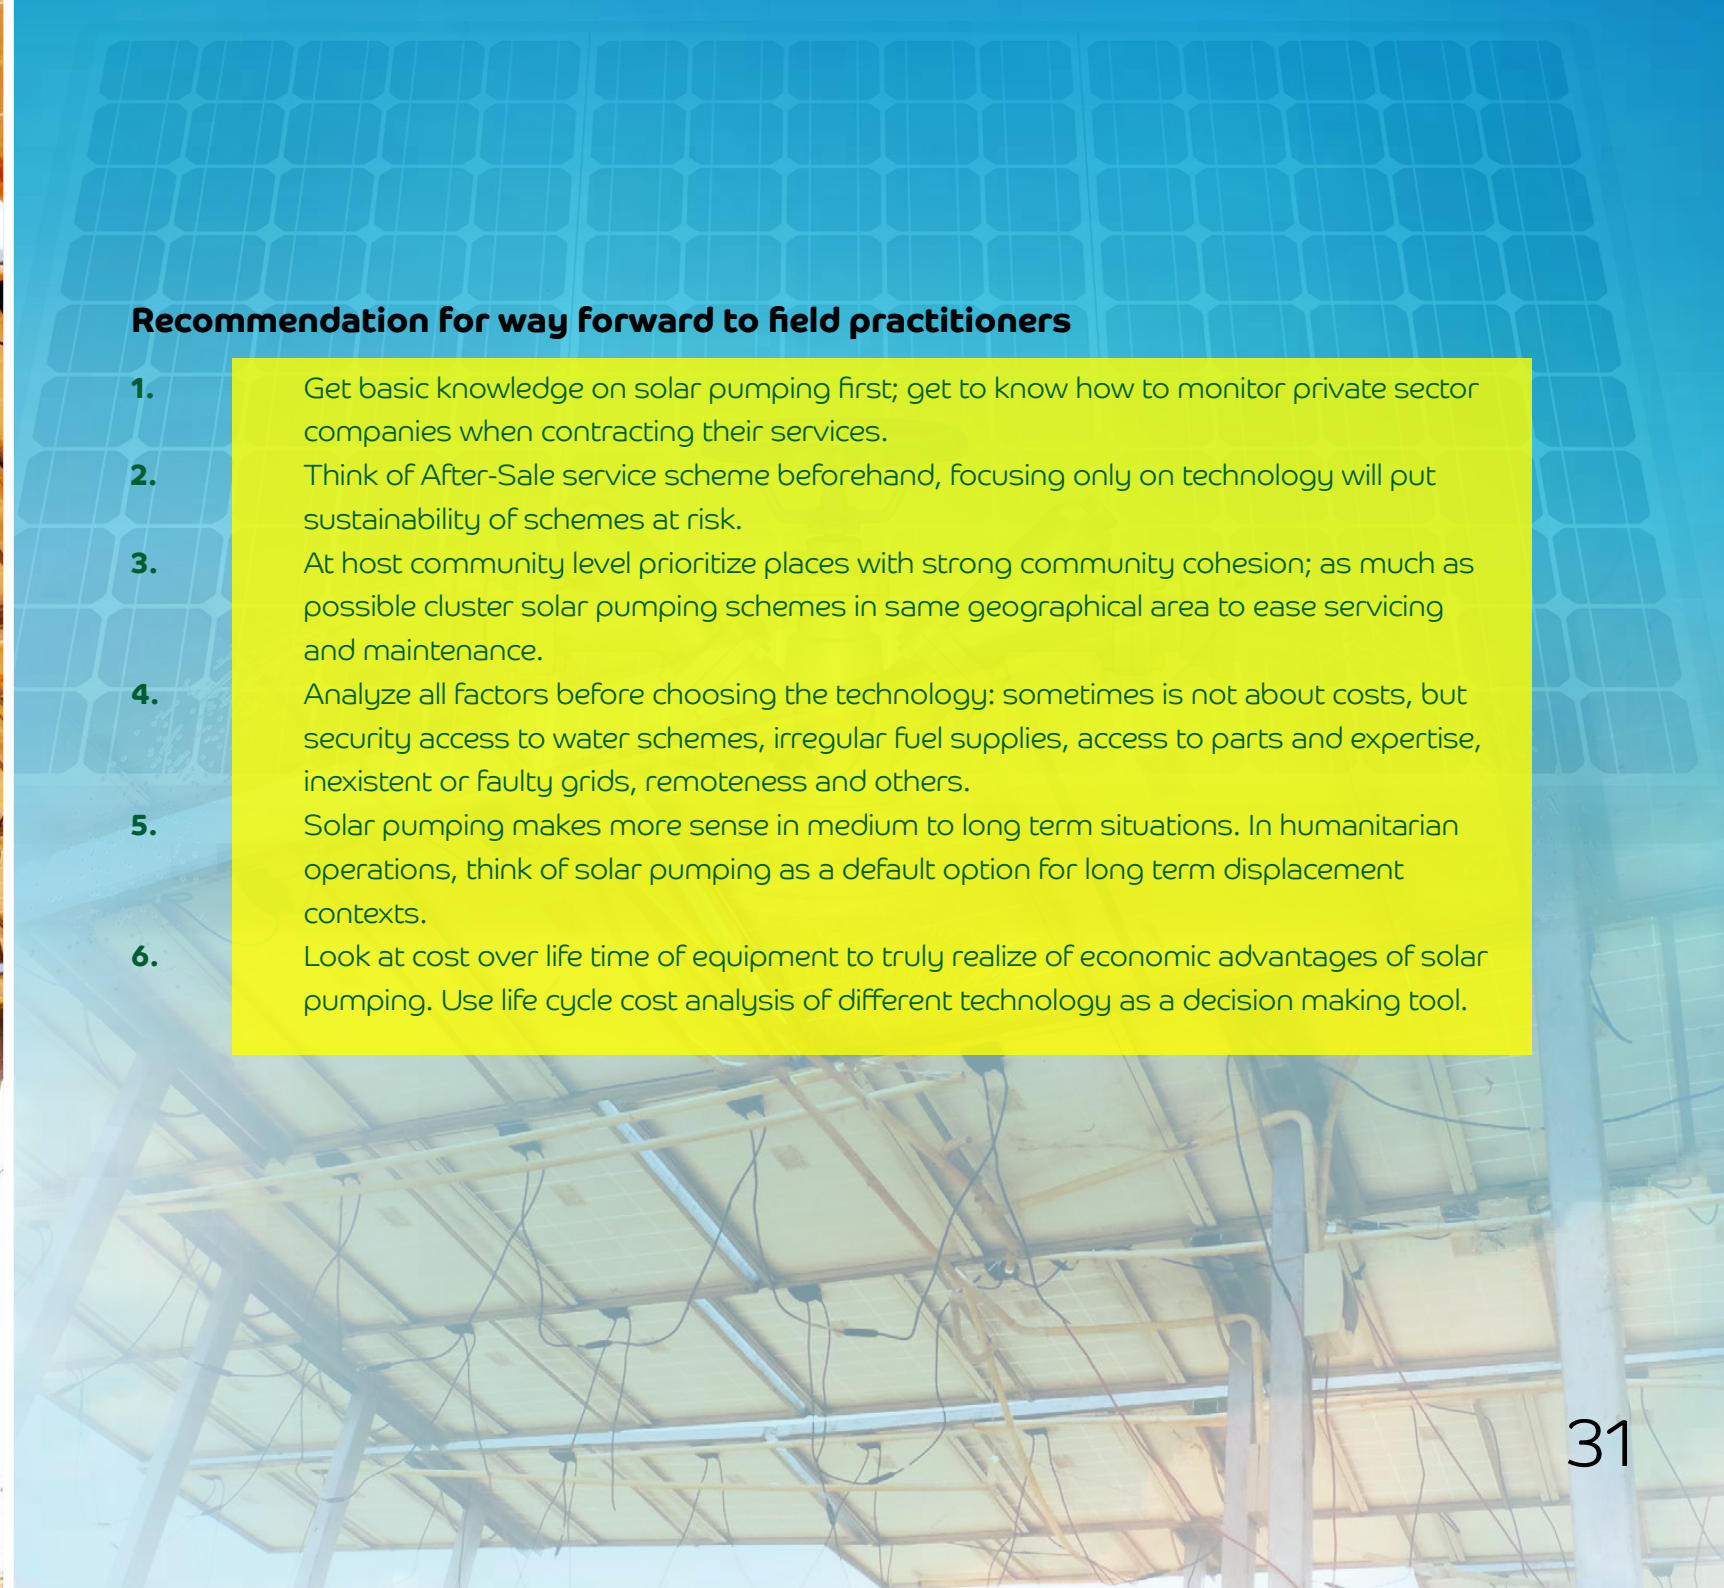 Recommendation for way forward to field practitioners
1. Get basic knowledge on solar pumping first; get to know how to monitor private sector
companies when contracting their services.
2. Think of After-Sale service scheme beforehand, focusing only on technology will put
sustainability of schemes at risk.
3. At host community level prioritize places with strong community cohesion; as much as
possible cluster solar pumping schemes in same geographical area to ease servicing
and maintenance.
4. Analyze all factors before choosing the technology: sometimes is not about costs, but
security access to water schemes, irregular fuel supplies, access to parts and expertise,
inexistent or faulty grids, remoteness and others.
5. Solar pumping makes more sense in medium to long term situations. In humanitarian
operations, think of solar pumping as a default option for long term displacement
contexts.
6. Look at cost over life time of equipment to truly realize of economic advantages of solar
pumping. Use life cycle cost analysis of different technology as a decision making tool.
31